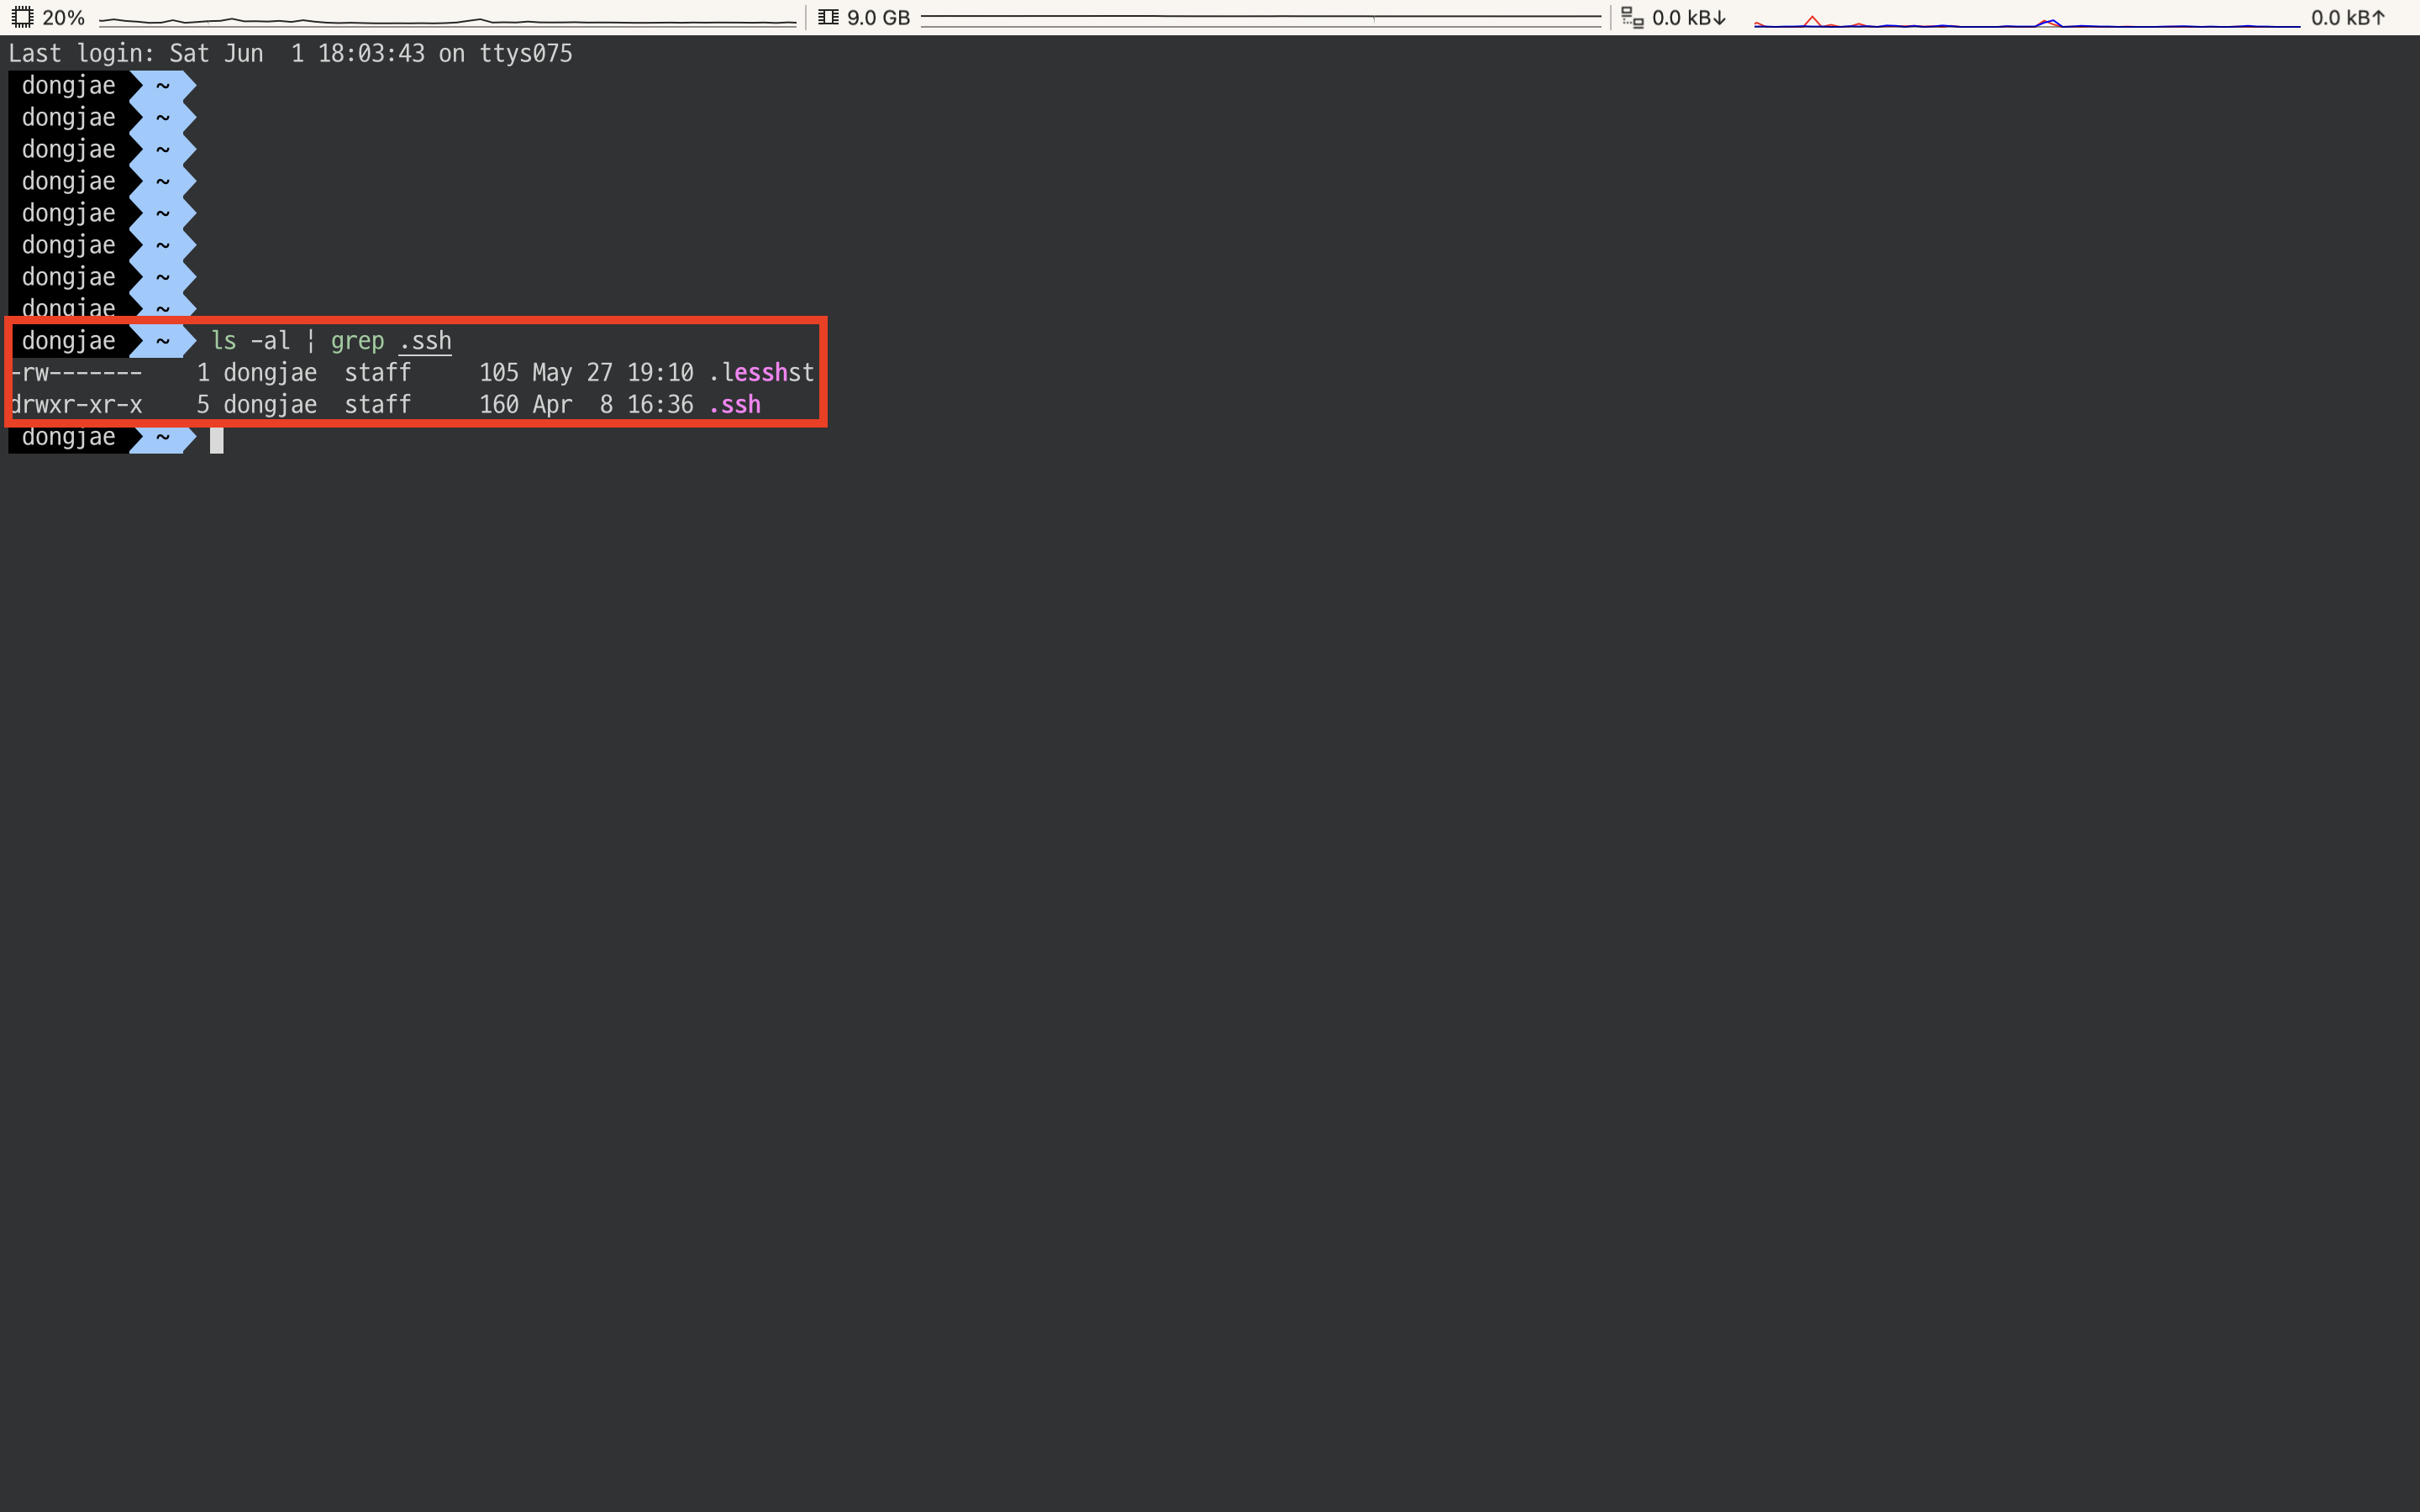 20% 9.0 GB 0.0 kB↓ 0.0 kB↑
Last login: Sat Jun  1 18:03:43 on ttys075
dongjae ~
dongjae ~
dongjae ~
dongjae ~
dongjae ~
dongjae ~
dongjae ~
dongjae ~
dongjae ~ ls -al | grep .ssh
-rw-------    1 dongjae  staff     105 May 27 19:10 .lesshst
drwxr-xr-x    5 dongjae  staff     160 Apr  8 16:36 .ssh
dongjae ~